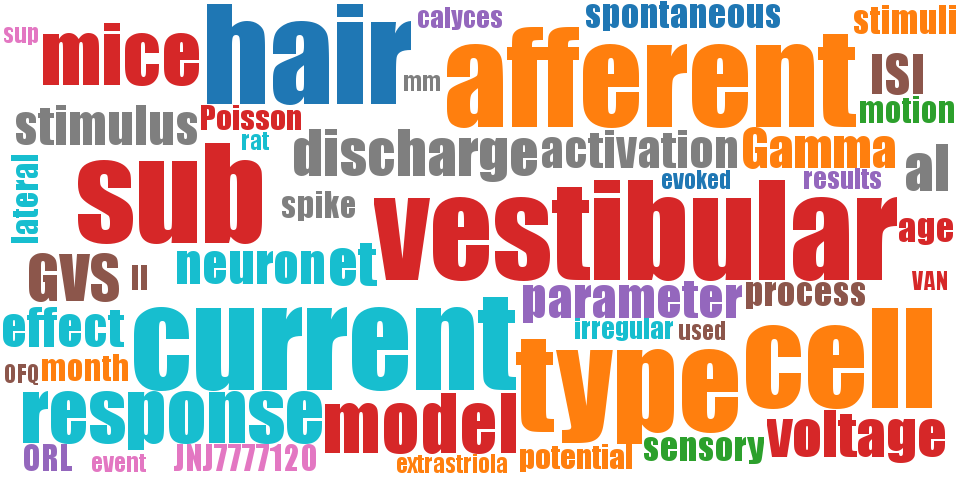 sup
mice
hair
calyces
spontaneous
stimuli
mm
afferent
ISI
motion
stimulus
Poisson
rat
discharge
activation
Gamma
al
lateral
sub
spike
evoked
results
vestibular
age
GVS
II
neuron
et
VAN
parameter
process
effect
current
irregular
used
type
cell
OFQ
month
response
model
voltage
ORL
event
JNJ7777120
extrastriola
potential
sensory